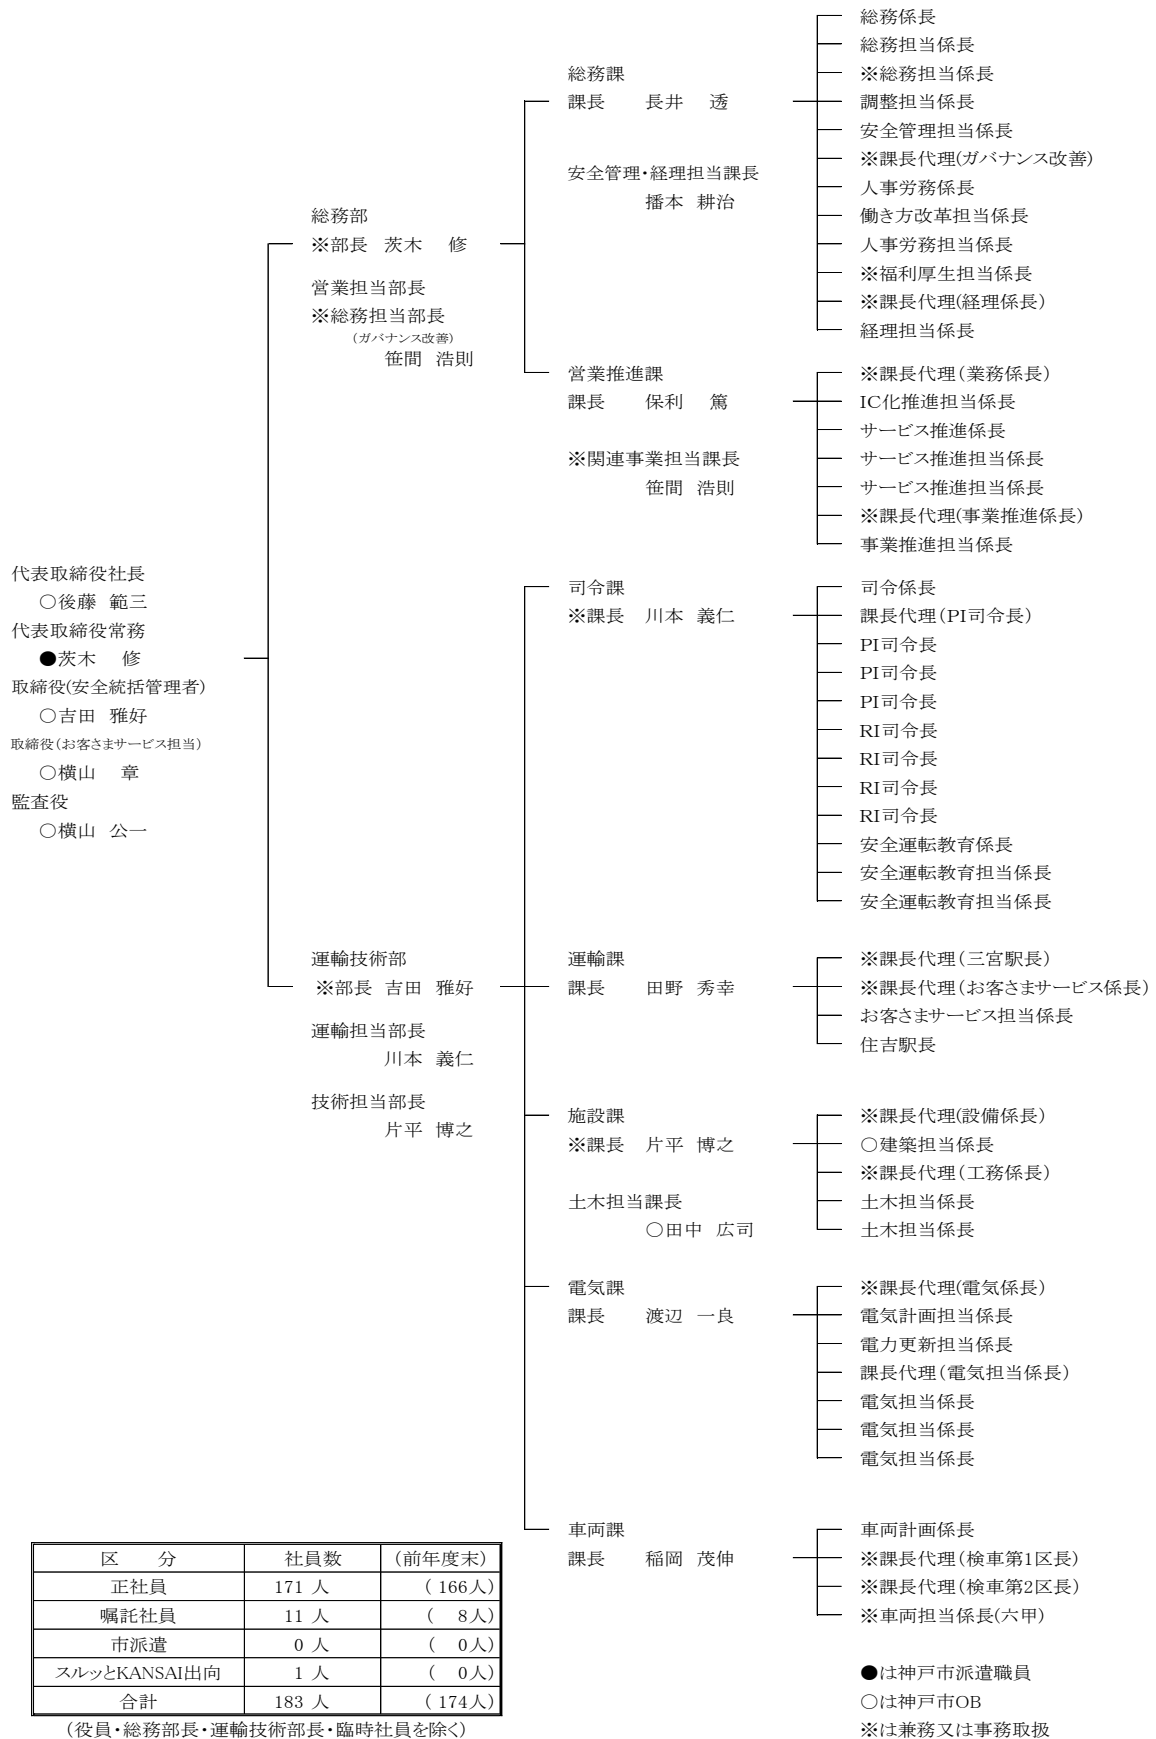 代表取締役社長
○後藤 範三
代表取締役常務
●茨木 修
取締役(安全統括管理者)
○吉田 雅好
取締役(お客さまサービス担当)
○横山 章
監査役
○横山 公一
総務部
※部長 茨木 修
営業担当部長
※総務担当部長
(ガバナンス改善)
笹間 浩則
総務課
課長 長井 透
安全管理・経理担当課長
播本 耕治
総務係長
総務担当係長
※総務担当係長
調整担当係長
安全管理担当係長
※課長代理(ガバナンス改善)
人事労務係長
働き方改革担当係長
人事労務担当係長
※福利厚生担当係長
※課長代理(経理係長)
経理担当係長
営業推進課
課長 保利 篤
※関連事業担当課長
笹間 浩則
※課長代理(業務係長)
IC化推進担当係長
サービス推進係長
サービス推進担当係長
サービス推進担当係長
※課長代理(事業推進係長)
事業推進担当係長
運輸技術部
※部長 吉田 雅好
運輸担当部長
川本 義仁
技術担当部長
片平 博之
司令課
※課長 川本 義仁
司令係長
課長代理(PI司令長)
PI司令長
PI司令長
PI司令長
RI司令長
RI司令長
RI司令長
RI司令長
安全運転教育係長
安全運転教育担当係長
安全運転教育担当係長
運輸課
課長 田野 秀幸
※課長代理(三宮駅長)
※課長代理(お客さまサービス係長)
お客さまサービス担当係長
住吉駅長
施設課
※課長 片平 博之
土木担当課長
○田中 広司
※課長代理(設備係長)
○建築担当係長
※課長代理(工務係長)
土木担当係長
土木担当係長
電気課
課長 渡辺 一良
※課長代理(電気係長)
電気計画担当係長
電力更新担当係長
課長代理(電気担当係長)
電気担当係長
電気担当係長
電気担当係長
車両課
課長 稲岡 茂伸
車両計画係長
※課長代理(検車第1区長)
※課長代理(検車第2区長)
※車両担当係長(六甲)
区 分 社員数 (前年度末)
正社員 171 人 ( 166人)
嘱託社員 11 人 ( 8人)
市派遣 0 人 ( 0人)
スルッとKANSAI出向 1 人 ( 0人)
合計 183 人 ( 174人)
(役員・総務部長・運輸技術部長・臨時社員を除く)
●は神戸市派遣職員
○は神戸市OB
※は兼務又は事務取扱